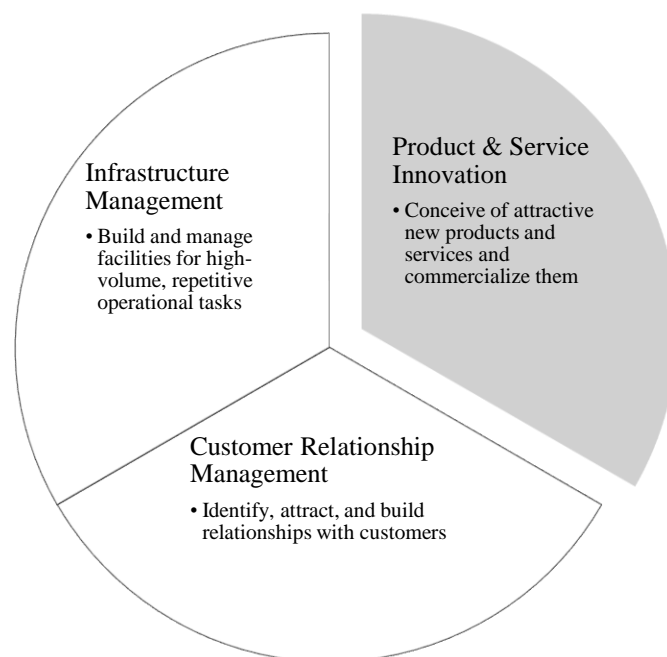 Product & Service
Innovation
• Conceive of attractive
new products and
services and
commercialize them
Infrastructure
Management
• Build and manage
facilities for high-
volume, repetitive
operational tasks
Customer Relationship
Management
• Identify, attract, and build
relationships with customers